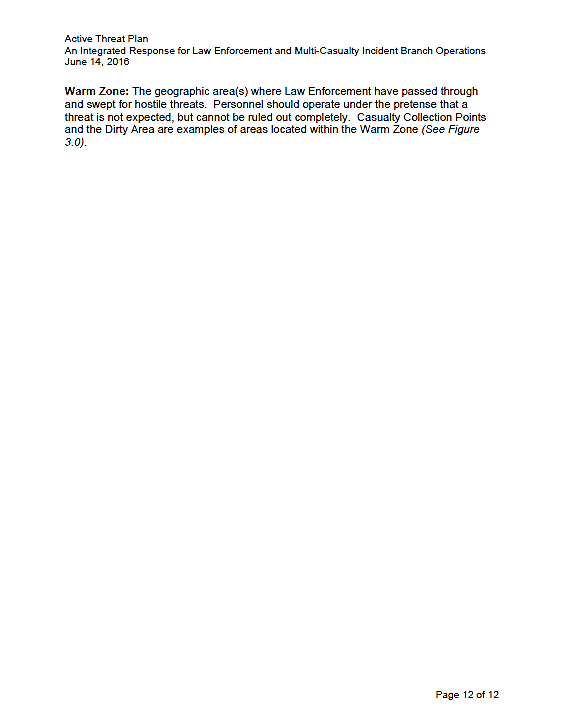 Active Threat Plan
An Integrated Response for Law Enforcement and Multi-Casualty Incident Branch Operations
June 14, 2016
Warm Zone: The geographic area(s) where Law Enforcement have passed through
and swept for hostile threats.  Personnel should operate under the pretense that a
threat is not expected, but cannot be ruled out completely.  Casualty Collection Points
and the Dirty Area are examples of areas located within the Warm Zone (See Figure
3.0).
Page 12 of 12